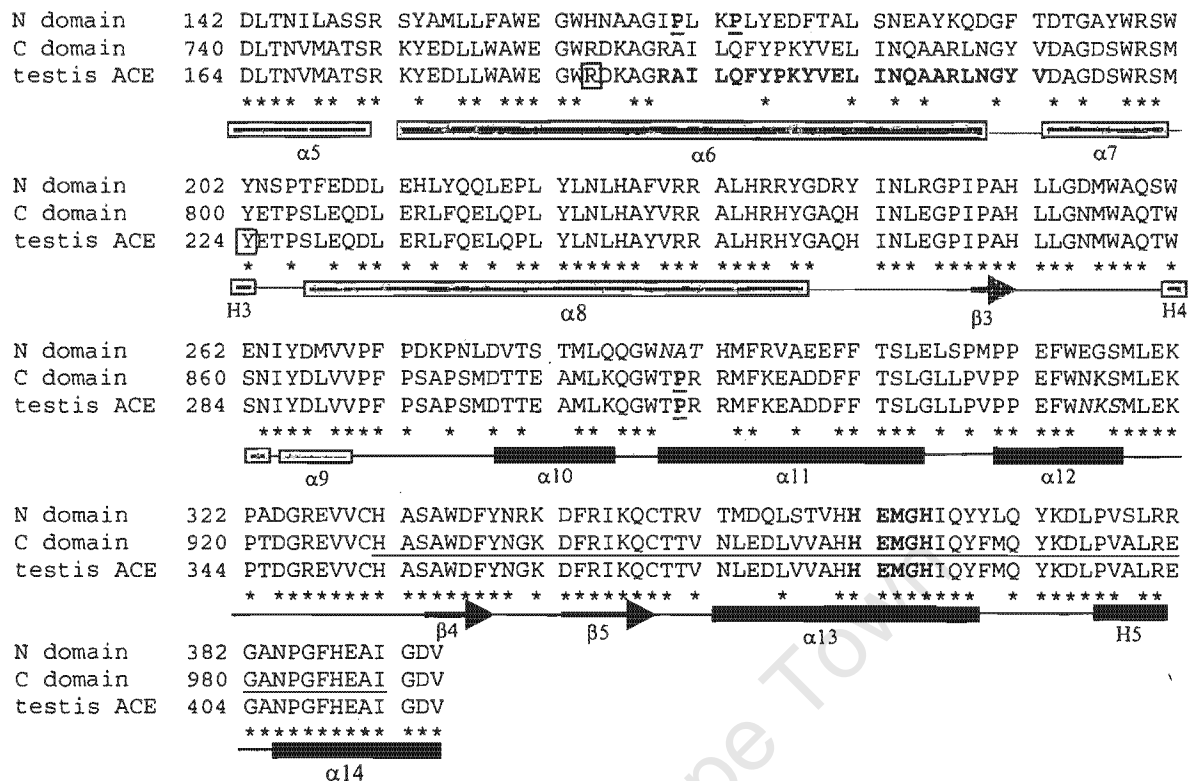 N domain 142 DLTNILASSR SYAMLLFAWE GWHNAAGIPL KPLYEDFTAL SNEAYKQDGF TDTGAYWRSW
C domain 740 DLTNVMATSR KYEDLLWAWE GWRDKAGRAI LQFYPKYVEL INQAARLNGY VDAGDSWRSM
testis ACE 164 DLTNVMATSR KYEDLLWAWE GWRDKAGRAI LQFYPKYVEL INQAARLNGY VDAGDSWRSM
**** ** ** * ** *** ** ** * * * * * * * *** 
α5 α6 α7
N domain 202 YNSPTFEDDL EHLYQQLEPL YLNLHAFVRR ALHRRYGDRY INLRGPIPAH LLGDMWAQSW
C domain 800 YETPSLEQDL ERLFQELQPL YLNLHAYVRR ALHRHYGAQH INLEGPIPAH LLGNMWAQTW
testis ACE 224 YETPSLEQDL ERLFQELQPL YLNLHAYVRR ALHRHYGAQH INLEGPIPAH LLGNMWAQTW
* * * ** * * * * ** ****** *** **** ** *** ****** *** **** *
H3 α8 β3 H4
N domain 262 ENIYDMVVPF PDKPNLDVTS TMLQQGWNAT HMFRVAEEFF TSLELSPMPP EFWEGSMLEK
C domain 860 SNIYDLVVPF PSAPSMDTTE AMLKQGWTPR RMFKEADDFF TSLGLLPVPP EFWNKSMLEK
testis ACE 284 SNIYDLVVPF PSAPSMDTTE AMLKQGWTPR RMFKEADDFF TSLGLLPVPP EFWNKSMLEK
**** **** * * * * ** *** ** * ** *** * * ** *** *****
α9 α10 α11 α12
N domain 322 PADGREVVCH ASAWDFYNRK DFRIKQCTRV TMDQLSTVHH EMGHIQYYLQ YKDLPVSLRR
C domain 920 PTDGREVVCH ASAWDFYNGK DFRIKQCTTV NLEDLVVAHH EMGHIQYFMQ YKDLPVALRE
testis ACE 344 PTDGREVVCH ASAWDFYNGK DFRIKQCTTV NLEDLVVAHH EMGHIQYFMQ YKDLPVALRE
* ******** ******** * ******** * * ** ******* * ****** **
β4 β5 α13 H5
N domain 382 GANPGFHEAI GDV
C domain 980 GANPGFHEAI GDV
testis ACE 404 GANPGFHEAI GDV
********** ***
α14
pe Town